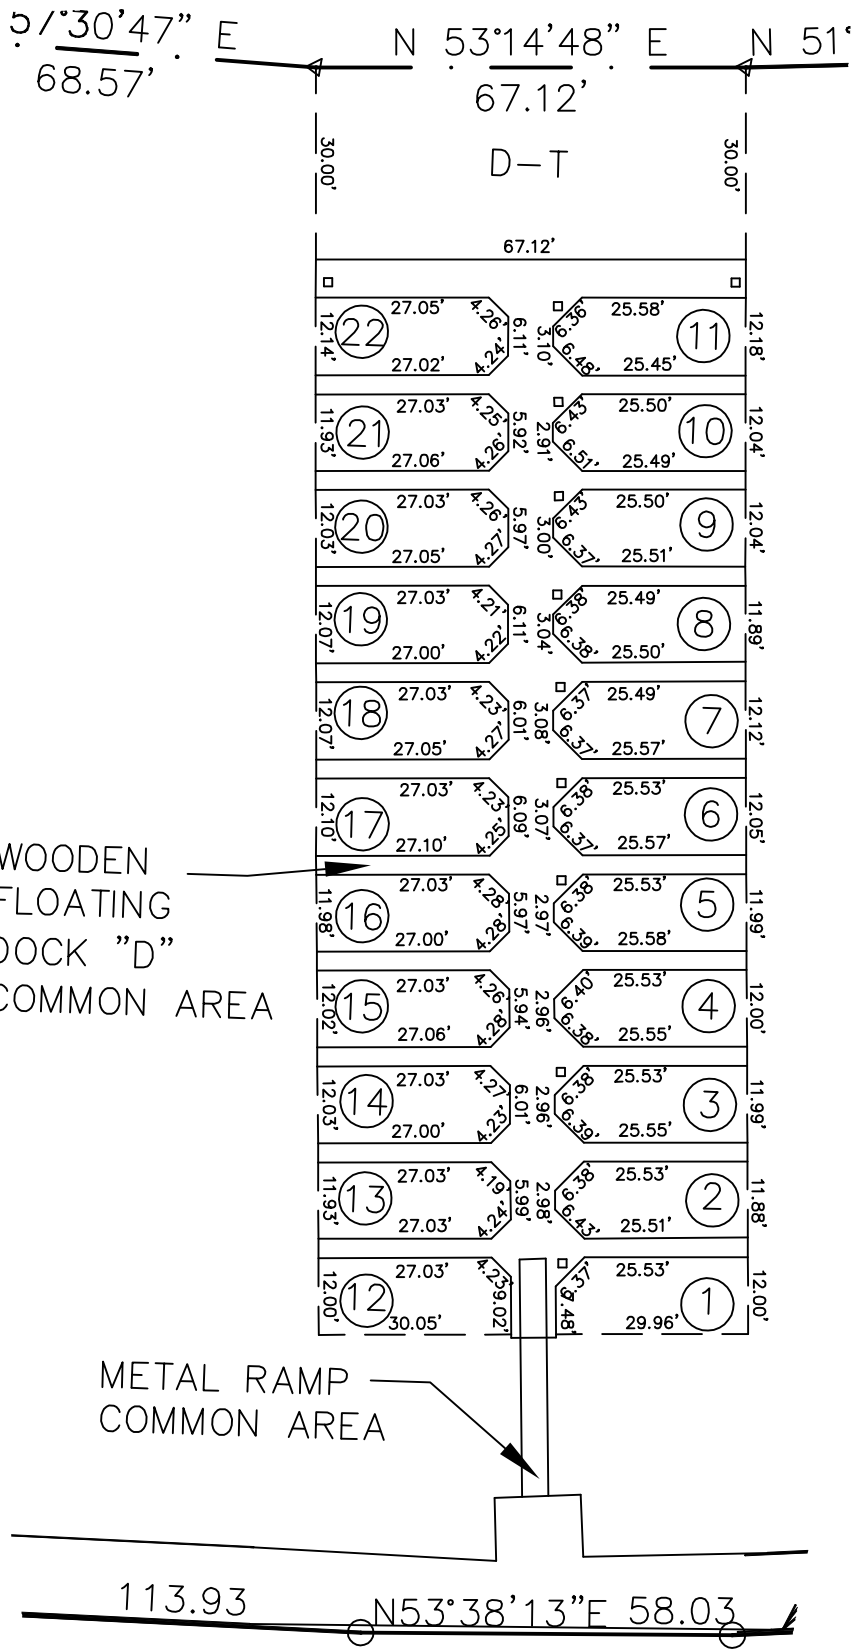 57°30'47" E
N 53°14'48" E
N 51°
68.57'
67.12'
D-T
30.00'
30.00'
67.12'
27.05' 4.26' 6.36' 25.58'
12.14' 22 6.11' 3.10' 11 12.18'
27.02' 4.24' 6.48' 25.45'
27.03' 4.25' 6.43' 25.50'
11.93' 21 5.92' 2.91' 10 12.04'
27.06' 4.26' 6.51' 25.49'
27.03' 4.26' 6.43' 25.50'
12.03' 20 5.97' 3.00' 9 12.04'
27.05' 4.27' 6.37' 25.51'
27.03' 4.21' 6.38' 25.49'
12.07' 19 6.11' 3.04' 8 11.89'
27.00' 4.22' 6.38' 25.50'
27.03' 4.23' 6.37' 25.49'
12.07' 18 6.01' 3.08' 7 12.12'
27.05' 4.27' 6.37' 25.57'
27.03' 4.23' 6.38' 25.53'
12.10' 17 6.09' 3.07' 6 12.05'
27.10' 4.25' 6.37' 25.57'
27.03' 4.28' 6.38' 25.53'
11.98' 16 5.97' 2.97' 5 11.99'
27.00' 4.28' 6.39' 25.58'
27.03' 4.26' 6.40' 25.53'
12.02' 15 5.94' 2.96' 4 12.00'
27.06' 4.28' 6.38' 25.55'
27.03' 4.27' 6.38' 25.53'
12.03' 14 6.01' 2.96' 3 11.99'
27.00' 4.23' 6.39' 25.55'
27.03' 4.19' 6.38' 25.53'
11.93' 13 5.99' 2.98' 2 11.88'
27.03' 4.24' 6.43' 25.51'
27.03' 4.23' 6.37' 25.53'
12.00' 12 9.02' 7.48' 1 12.00'
30.05' 29.96'
WOODEN
FLOATING
DOCK "D"
COMMON AREA
METAL RAMP
COMMON AREA
113.93
N53°38'13"E 58.03